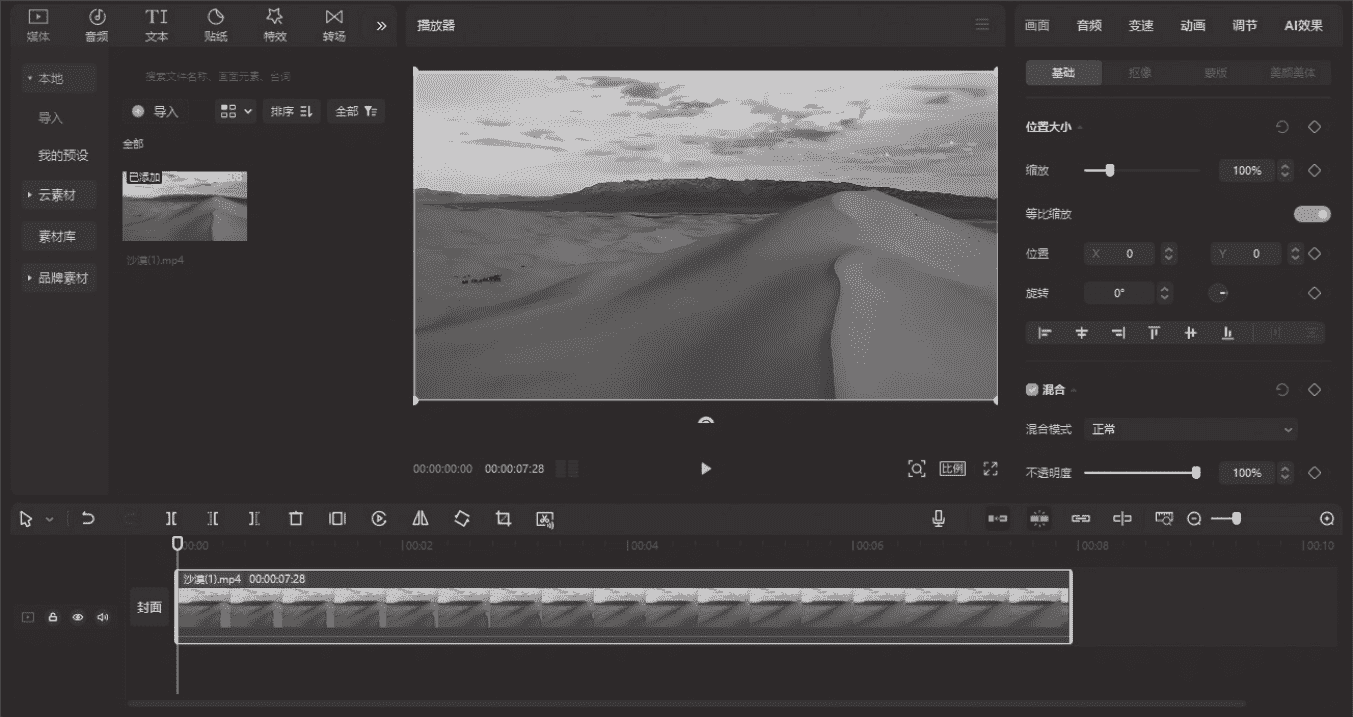 媒体 音频 文本 贴纸 特效 转场
播放器
画面 音频 变速 动画 调节 AI效果
本地
导入
我的预设
云素材
素材库
品牌素材
搜索文件名称、画面元素、台词
导入 排序 全部
全部
已添加
沙漠(1).mp4
00:00:00:00 00:00:07:28
比例
基础 抠像 蒙版 美颜美体
位置大小
缩放 100%
等比缩放
位置 X 0 Y 0
旋转 0°
混合
混合模式 正常
不透明度 100%
00:00 00:02 00:04 00:06 00:08 00:10
沙漠(1).mp4 00:00:07:28
封面